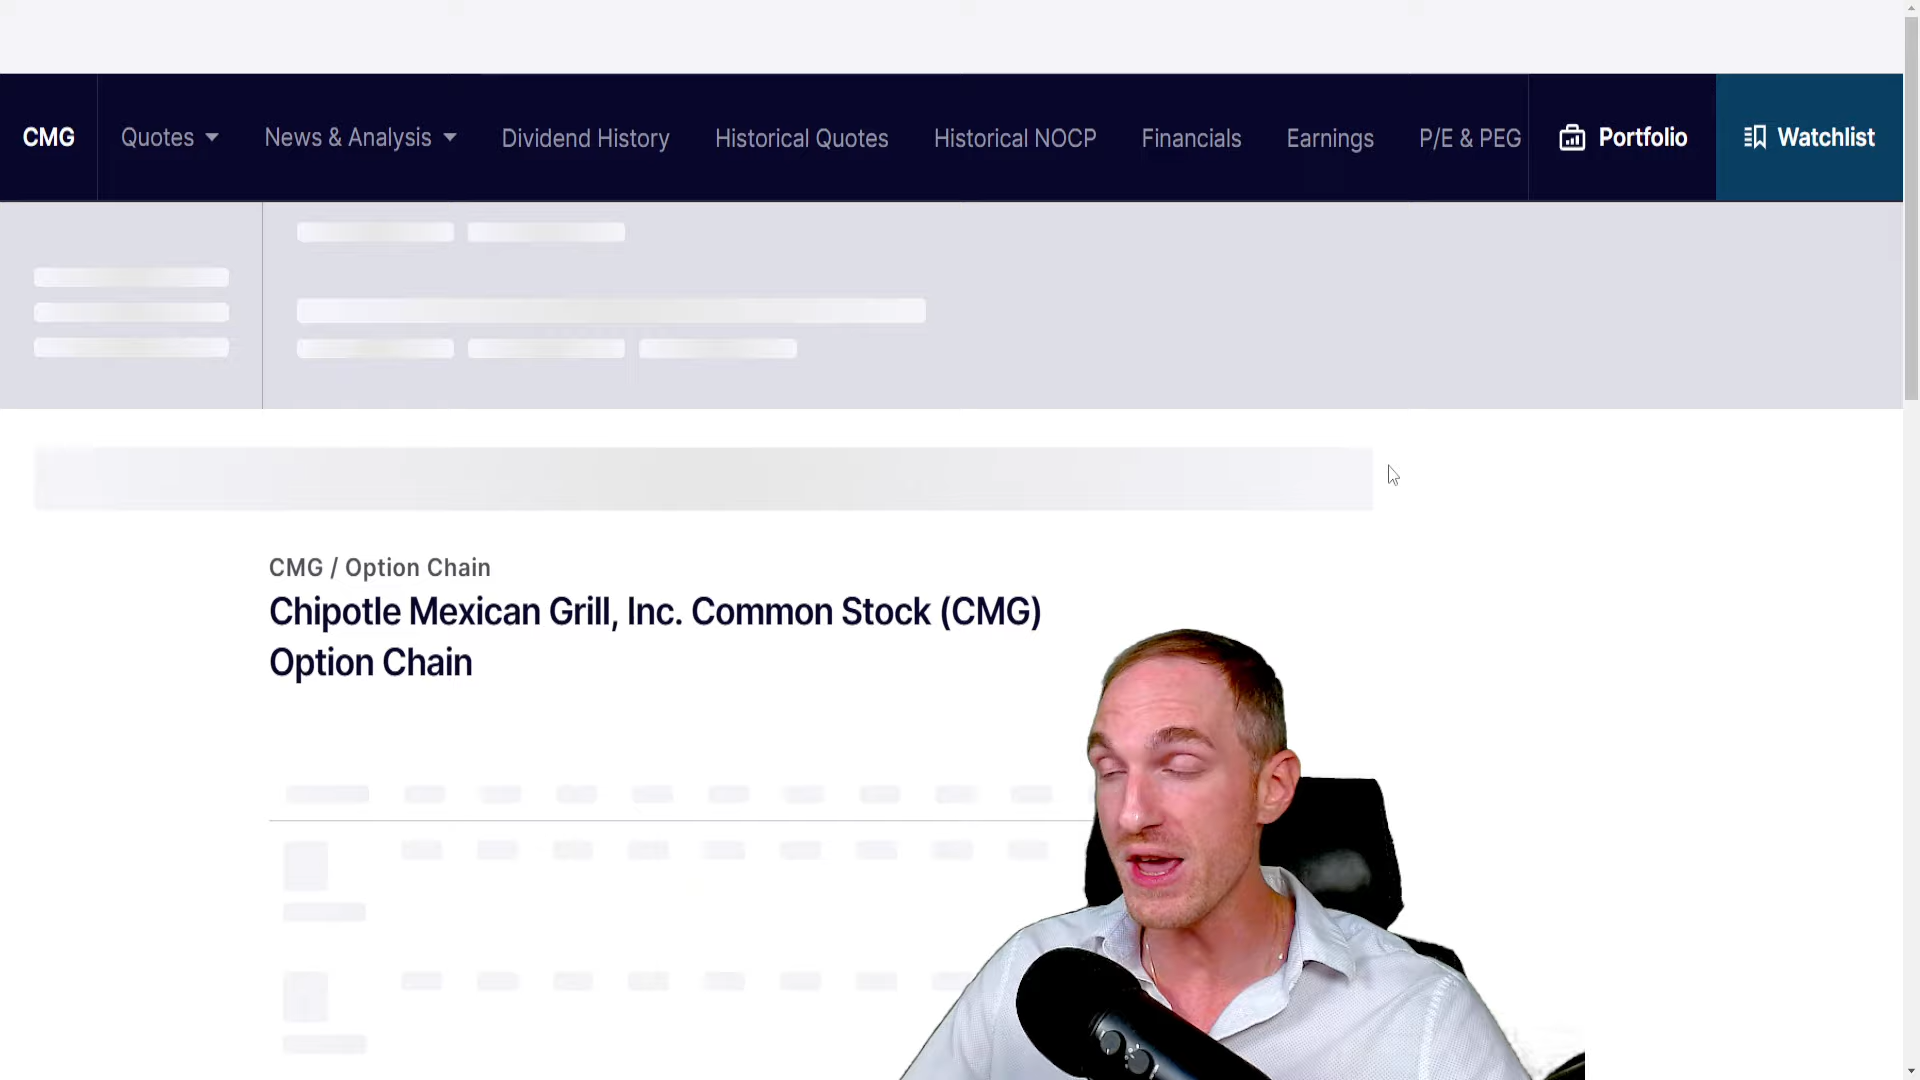 CMG
Quotes
News & Analysis
Dividend History
Historical Quotes
Historical NOCP
Financials
Earnings
P/E & PEG
Portfolio
Watchlist
CMG / Option Chain
Chipotle Mexican Grill, Inc. Common Stock (CMG)
Option Chain